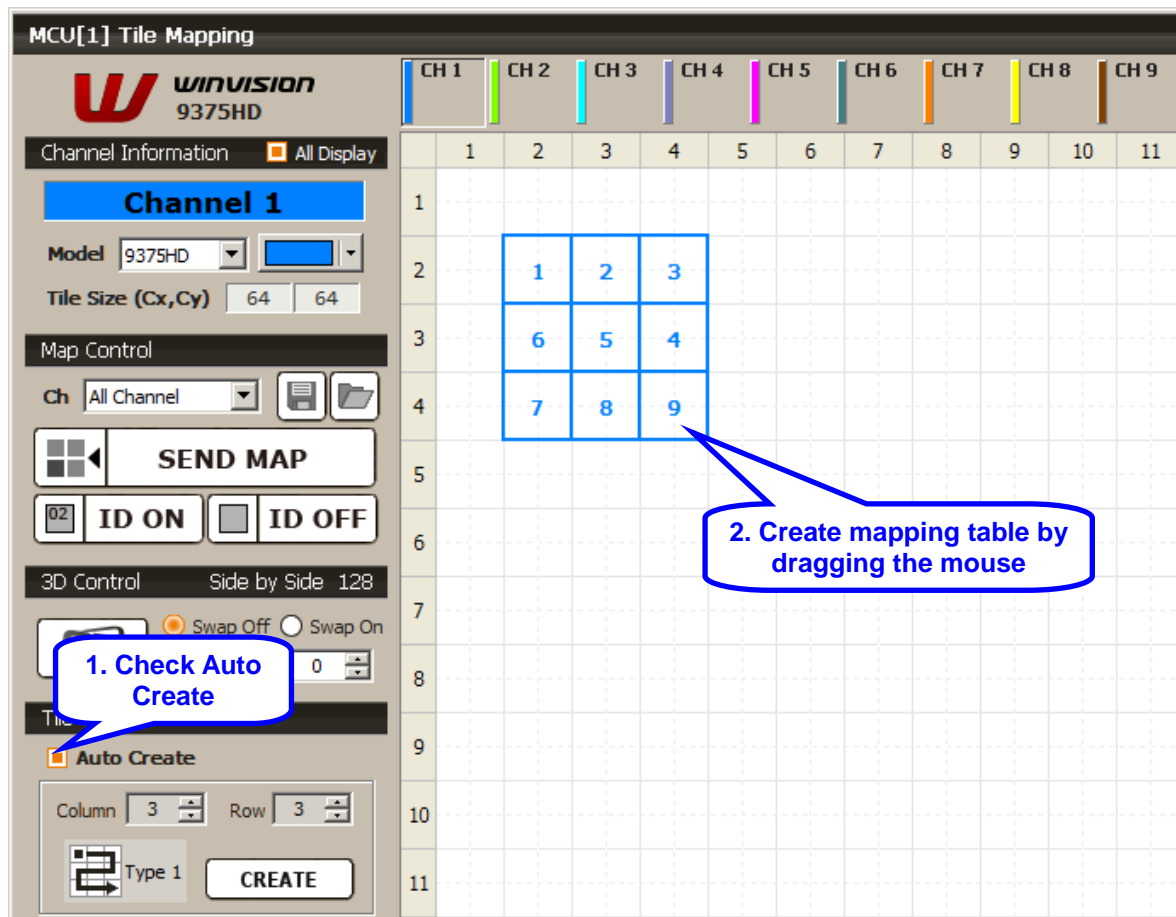 MCU[1] Tile Mapping
WINVISION
9375HD
CH 1 CH 2 CH 3 CH 4 CH 5 CH 6 CH 7 CH 8 CH 9
Channel Information All Display
1 2 3 4 5 6 7 8 9 10 11
Channel 1
1
Model 9375HD
2
1 2 3
Tile Size (Cx,Cy) 64 64
Map Control
3
6 5 4
Ch All Channel
4
7 8 9
SEND MAP
5
02 ID ON ID OFF
6
2. Create mapping table by
dragging the mouse
3D Control Side by Side 128
7
Swap Off Swap On
1. Check Auto
Create
0
8
9
Auto Create
Column 3 Row 3
10
Type 1
CREATE
11